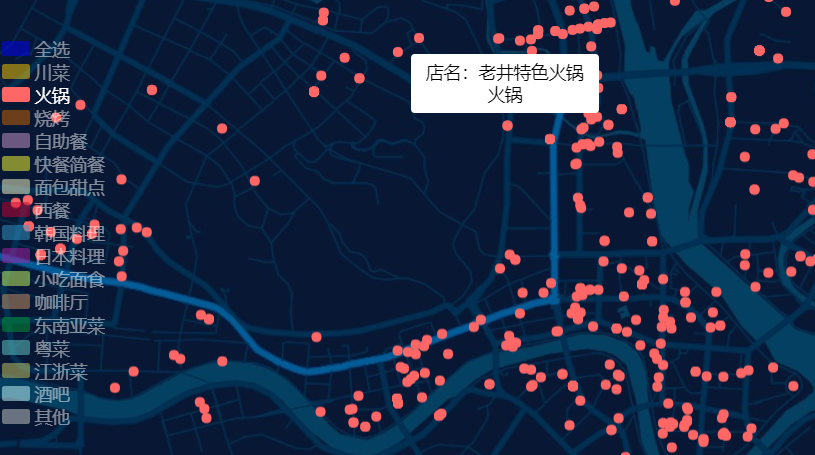 全选
川菜
火锅
烧烤
自助餐
快餐简餐
面包甜点
西餐
韩国料理
日本料理
小吃面食
咖啡厅
东南亚菜
粤菜
江浙菜
酒吧
其他
店名：老井特色火锅
火锅